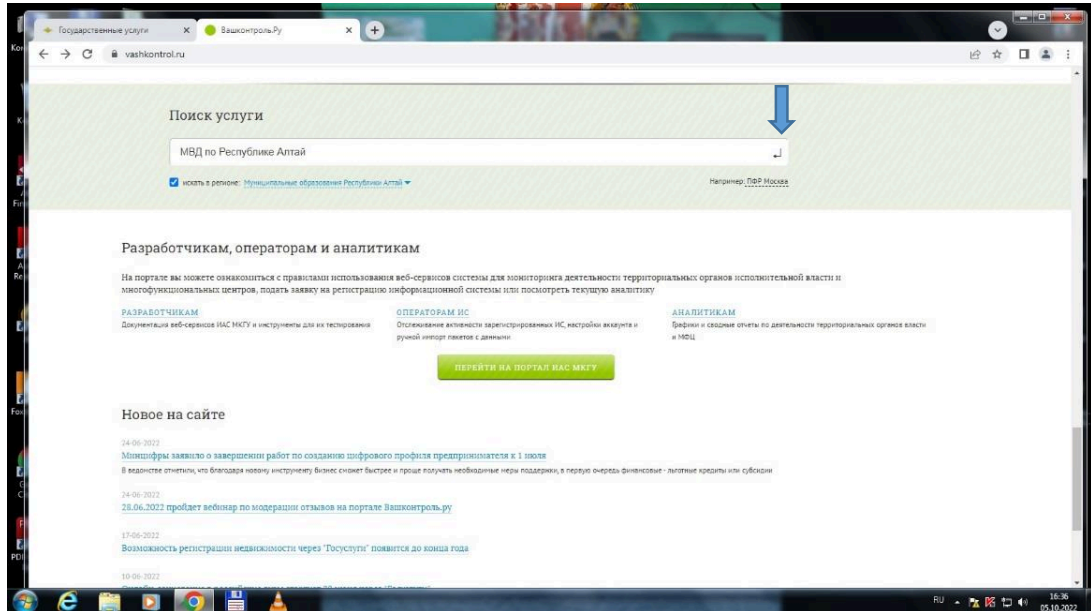 Государственные услуги
Вашконтроль.Ру
vashkontrol.ru
Поиск услуги
МВД по Республике Алтай
искать в регионе: Муниципальные образования Республики Алтай
Например: ПФР Москва
Разработчикам, операторам и аналитикам
На портале вы можете ознакомиться с правилами использования веб-сервисов системы для мониторинга деятельности территориальных органов исполнительной власти и
многофункциональных центров, подать заявку на регистрацию информационной системы или посмотреть текущую аналитику
РАЗРАБОТЧИКАМ
Документация веб-сервисов ИАС МКГУ и инструменты для их тестирования
ОПЕРАТОРАМ ИС
Отслеживание активности зарегистрированных ИС, настройки аккаунта и
ручной импорт пакетов с данными
АНАЛИТИКАМ
Графики и сводные отчеты по деятельности территориальных органов власти
и МФЦ
ПЕРЕЙТИ НА ПОРТАЛ ИАС МКГУ
Новое на сайте
24-06-2022
Минцифры заявило о завершении работ по созданию цифрового профиля предпринимателя к 1 июля
В ведомстве отметили, что благодаря новому инструменту бизнес сможет быстрее и проще получать необходимые меры поддержки, в первую очередь финансовые - льготные кредиты или субсидии
24-06-2022
28.06.2022 пройдет вебинар по модерации отзывов на портале Вашконтроль.ру
17-06-2022
Возможность регистрации недвижимости через "Госуслуги" появится до конца года
10-06-2022
RU
16:36
05.10.2022